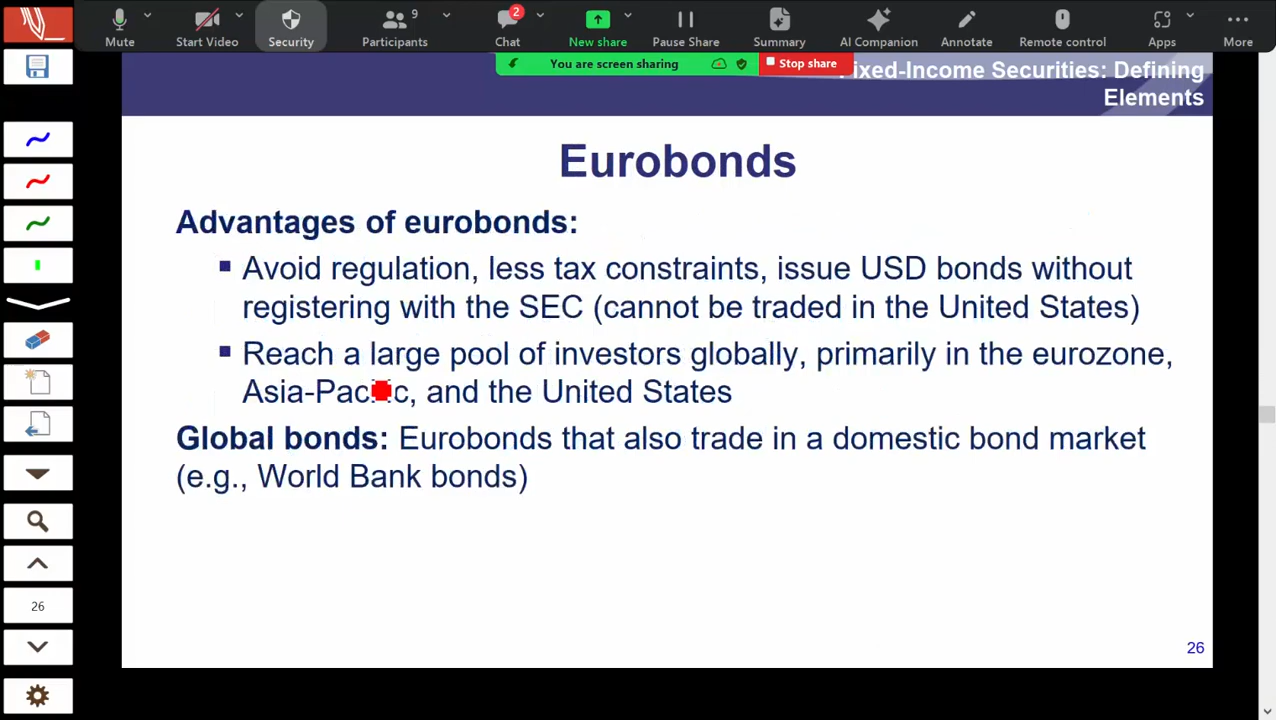 Mute
Start Video
Security
Participants
9
Chat
2
New share
Pause Share
Summary
AI Companion
Annotate
Remote control
Apps
More
You are screen sharing
Stop share
Fixed-Income Securities: Defining
Elements
Eurobonds
Advantages of eurobonds:
Avoid regulation, less tax constraints, issue USD bonds without
registering with the SEC (cannot be traded in the United States)
Reach a large pool of investors globally, primarily in the eurozone,
Asia-Pacific, and the United States
Global bonds: Eurobonds that also trade in a domestic bond market
(e.g., World Bank bonds)
26
26